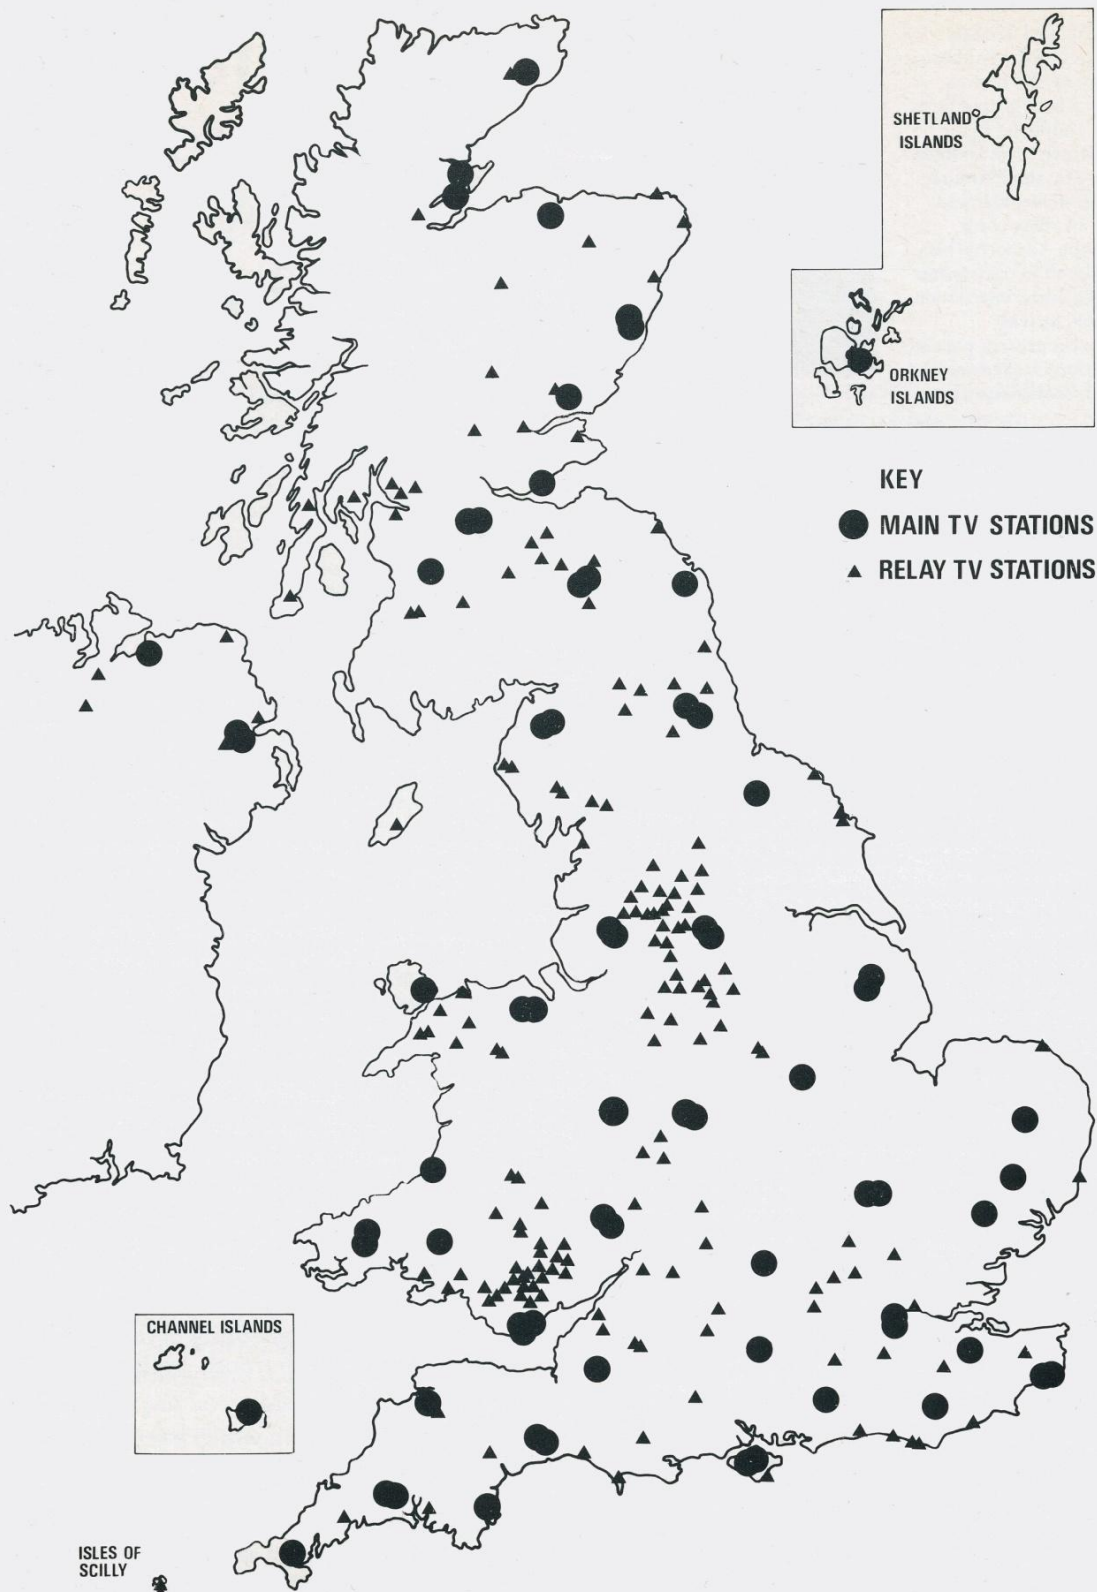 SHETLAND
ISLANDS
ORKNEY
ISLANDS
KEY
MAIN TV STATIONS
RELAY TV STATIONS
CHANNEL ISLANDS
ISLES OF
SCILLY